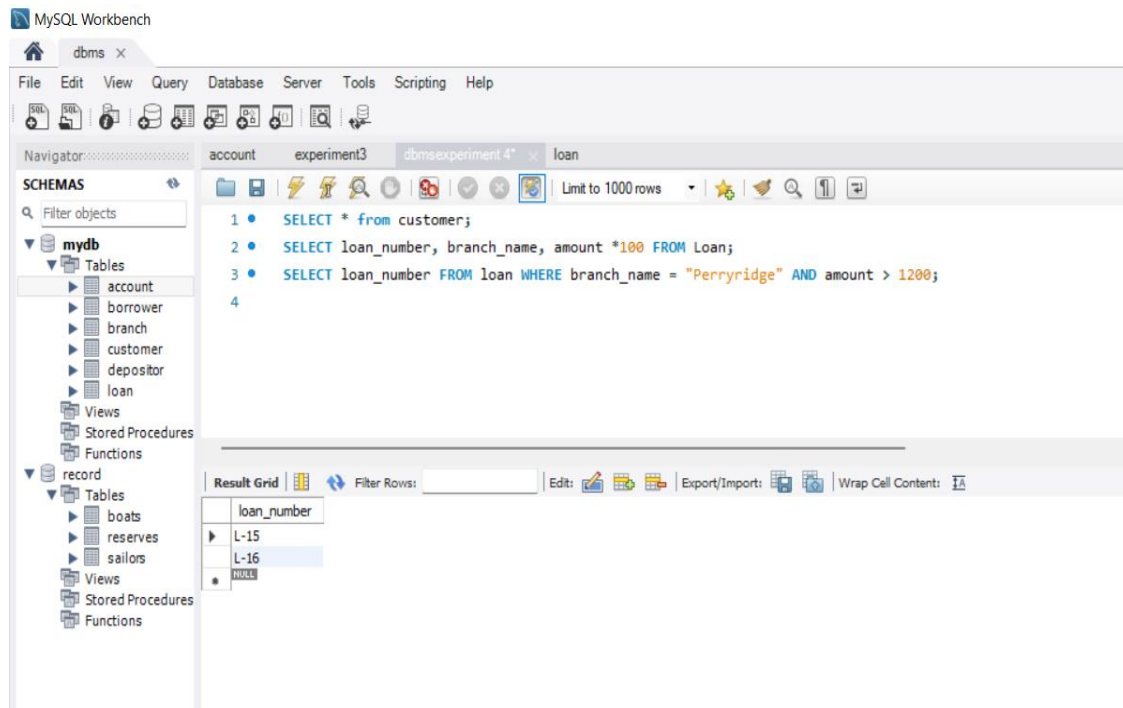 MySQL Workbench
dbms ×
File Edit View Query Database Server Tools Scripting Help
SQL SQL
Navigator account experiment3 dbmsexperiment 4* × loan
SCHEMAS
Limit to 1000 rows
Filter objects
mydb
Tables
account
borrower
branch
customer
depositor
loan
Views
Stored Procedures
Functions
record
Tables
boats
reserves
sailors
Views
Stored Procedures
Functions
1 SELECT * from customer;
2 SELECT loan_number, branch_name, amount *100 FROM Loan;
3 SELECT loan_number FROM loan WHERE branch_name = "Perryridge" AND amount > 1200;
4
Result Grid Filter Rows: Edit: Export/Import: Wrap Cell Content: IA
loan_number
L-15
L-16
NULL